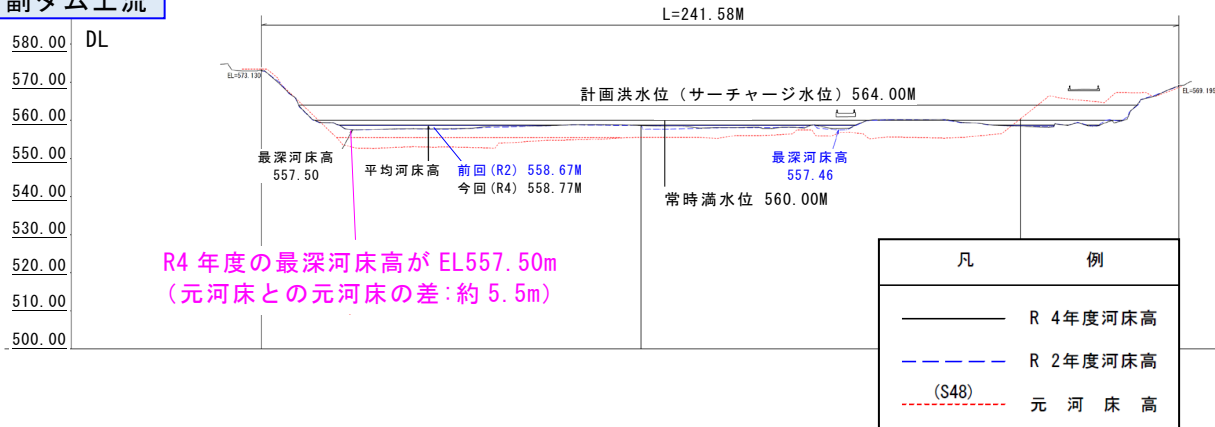 副ダム上流
L=241.58M
580.00
DL
EL=573.130
570.00
EL=569.195
計画洪水位（サーチャージ水位）564.00M
560.00
550.00
最深河床高
557.50
平均河床高
前回(R2) 558.67M
今回(R4) 558.77M
最深河床高
557.46
常時満水位 560.00M
540.00
530.00
R4 年度の最深河床高が EL557.50m
（元河床との元河床の差：約 5.5m）
520.00
510.00
500.00
凡 例
R 4年度河床高
R 2年度河床高
(S48)
元 河 床 高